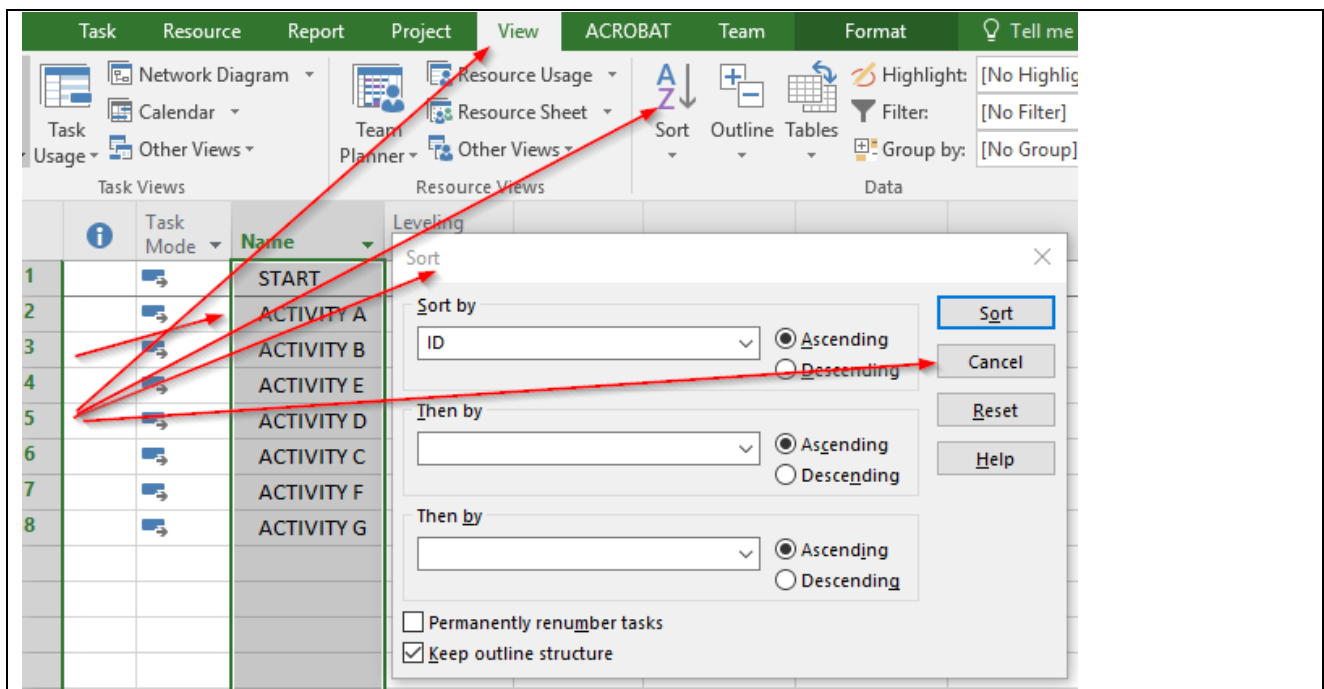 Task Resource Report Project View ACROBAT Team Format Tell me
Network Diagram Resource Usage Highlight: [No Highlig
Calendar Resource Sheet Filter: [No Filter]
Task Usage Other Views Team Planner Other Views Sort Outline Tables Group by: [No Group]
Task Views Resource Views Data
Task Mode Name Leveling
1 START
2 ACTIVITY A
3 ACTIVITY B
4 ACTIVITY E
5 ACTIVITY D
6 ACTIVITY C
7 ACTIVITY F
8 ACTIVITY G
Sort
Sort by
ID Ascending
Descending
Then by
Ascending
Descending
Then by
Ascending
Descending
Permanently renumber tasks
Keep outline structure
Sort
Cancel
Reset
Help